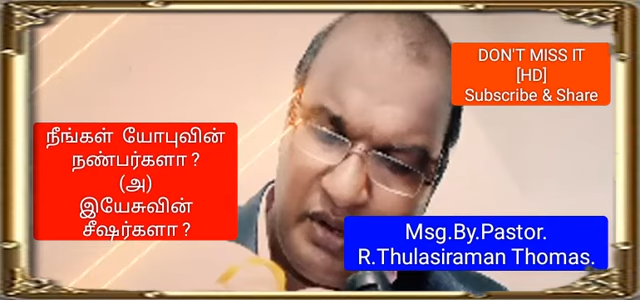 DON'T MISS IT
[HD]
Subscribe & Share
நீங்கள் யோபுவின்
நண்பர்களா ?
(அ)
இயேசுவின்
சீஷர்களா ?
Msg.By.Pastor.
R.Thulasiraman Thomas.